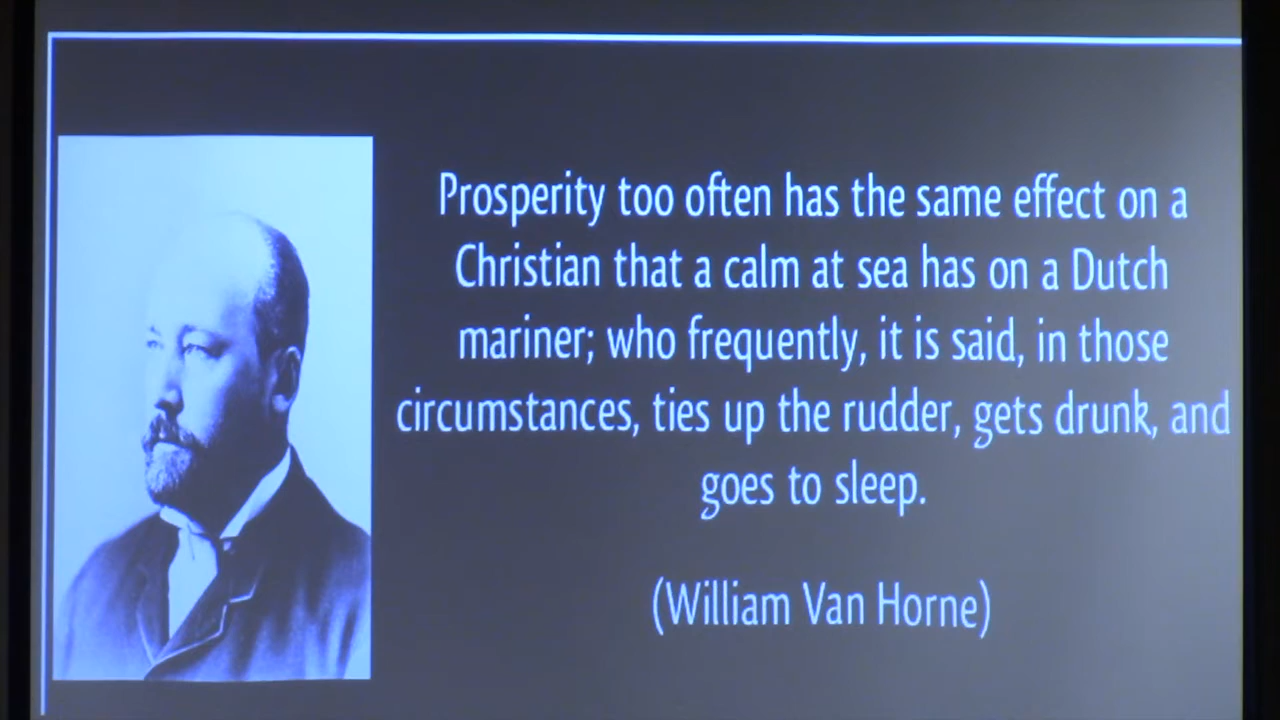 Prosperity too often has the same effect on a
Christian that a calm at sea has on a Dutch
mariner; who frequently, it is said, in those
circumstances, ties up the rudder, gets drunk, and
goes to sleep.
(William Van Horne)